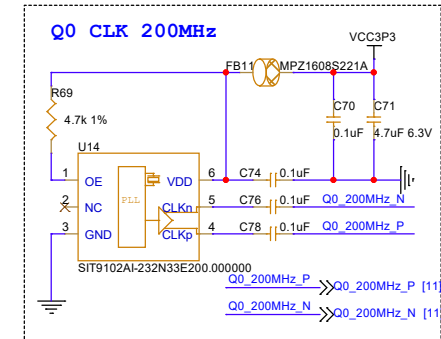 Q0 CLK 200MHz
VCC3P3
FB11 MPZ1608S221A
R69
4.7k 1%
C70
0.1uF
C71
4.7uF 6.3V
U14
1 OE
2 NC
3 GND
PLL
VDD 6
CLKn 5
CLKp 4
C74 0.1uF
C76 0.1uF Q0_200MHz_N
C78 0.1uF Q0_200MHz_P
SIT9102AI-232N33E200.000000
Q0_200MHz_P Q0_200MHz_P [11]
Q0_200MHz_N Q0_200MHz_N [11